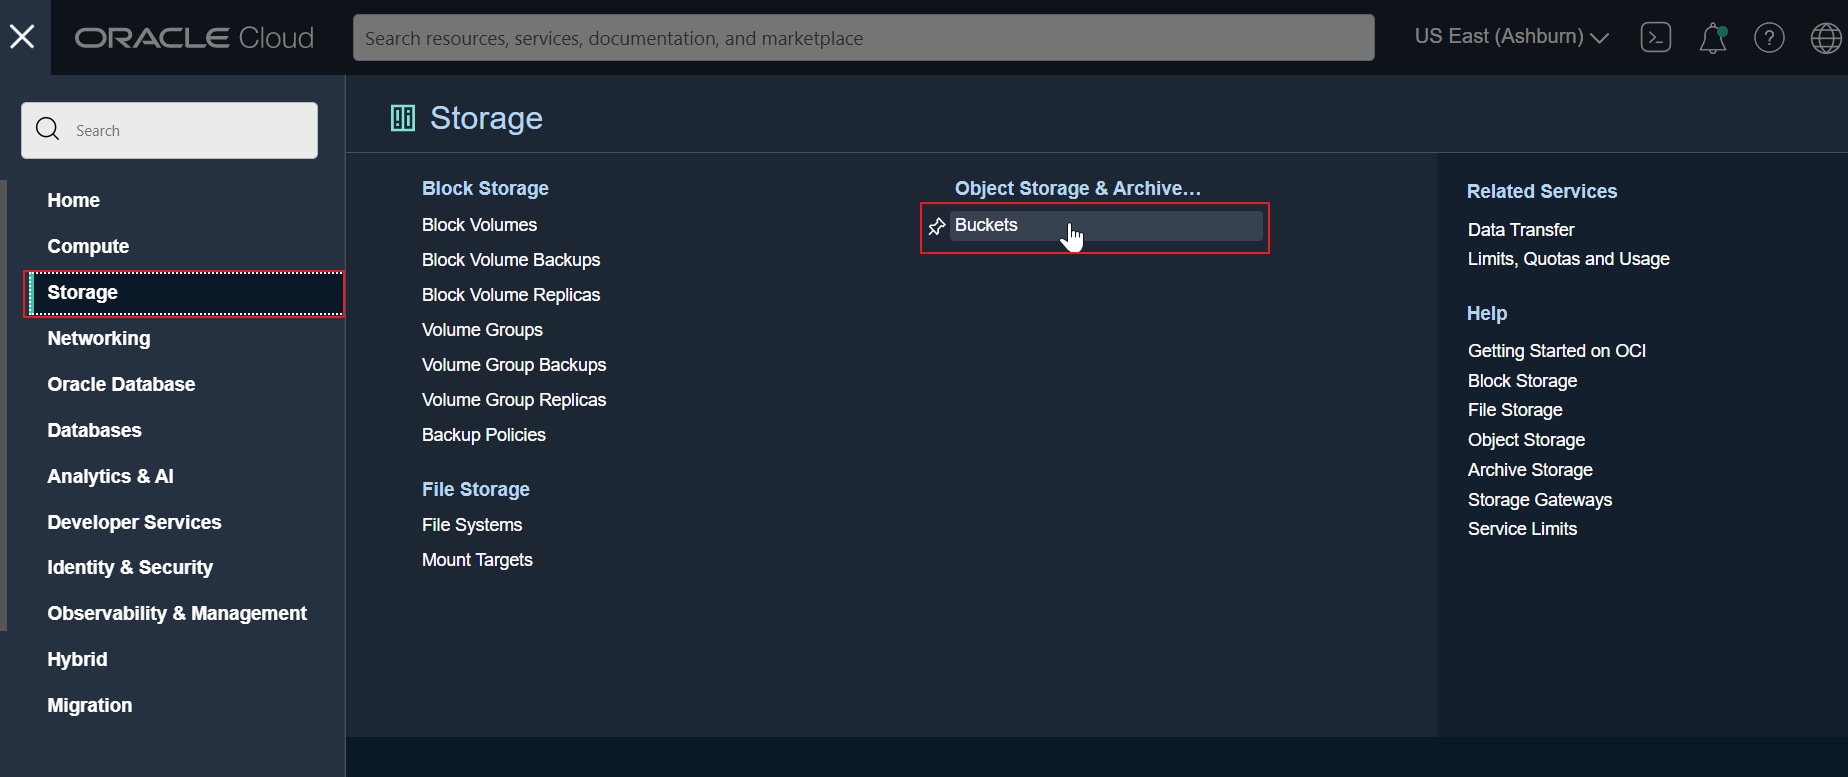 ORACLE Cloud
Search resources, services, documentation, and marketplace
US East (Ashburn)
Search
Home
Compute
Storage
Networking
Oracle Database
Databases
Analytics & AI
Developer Services
Identity & Security
Observability & Management
Hybrid
Migration
Storage
Block Storage
Block Volumes
Block Volume Backups
Block Volume Replicas
Volume Groups
Volume Group Backups
Volume Group Replicas
Backup Policies
File Storage
File Systems
Mount Targets
Object Storage & Archive...
Buckets
Related Services
Data Transfer
Limits, Quotas and Usage
Help
Getting Started on OCI
Block Storage
File Storage
Object Storage
Archive Storage
Storage Gateways
Service Limits